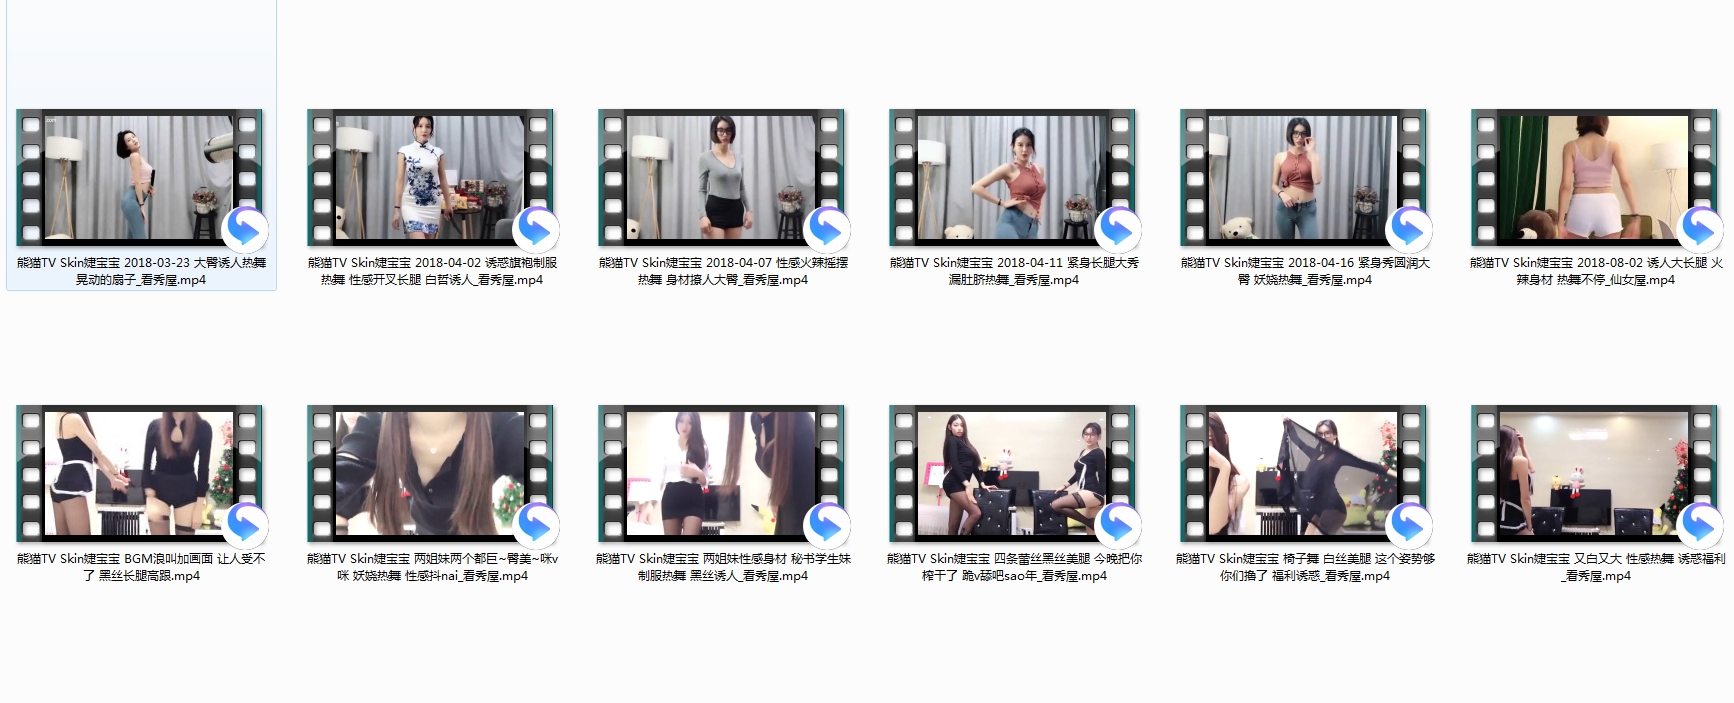 熊猫TV Skin婕宝宝 2018-03-23 大臀诱人热舞
晃动的扇子_看秀屋.mp4
熊猫TV Skin婕宝宝 2018-04-02 诱惑旗袍制服
热舞 性感开叉长腿 白皙诱人_看秀屋.mp4
熊猫TV Skin婕宝宝 2018-04-07 性感火辣摇摆
热舞 身材撩人大臀_看秀屋.mp4
熊猫TV Skin婕宝宝 2018-04-11 紧身长腿大秀
漏肚脐热舞_看秀屋.mp4
熊猫TV Skin婕宝宝 2018-04-16 紧身秀圆润大
臀 妖娆热舞_看秀屋.mp4
熊猫TV Skin婕宝宝 2018-08-02 诱人大长腿 火
辣身材 热舞不停_仙女屋.mp4
熊猫TV Skin婕宝宝 BGM浪叫加画面 让人受不
了 黑丝长腿高跟.mp4
熊猫TV Skin婕宝宝 两姐妹两个都巨~臀美~咪v
咪 妖娆热舞 性感抖nai_看秀屋.mp4
熊猫TV Skin婕宝宝 两姐妹性感身材 秘书学生妹
制服热舞 黑丝诱人_看秀屋.mp4
熊猫TV Skin婕宝宝 四条蕾丝黑丝美腿 今晚把你
榨干了 跪v舔吧sao年_看秀屋.mp4
熊猫TV Skin婕宝宝 椅子舞 白丝美腿 这个姿势够
你们撸了 福利诱惑_看秀屋.mp4
熊猫TV Skin婕宝宝 又白又大 性感热舞 诱惑福利
_看秀屋.mp4